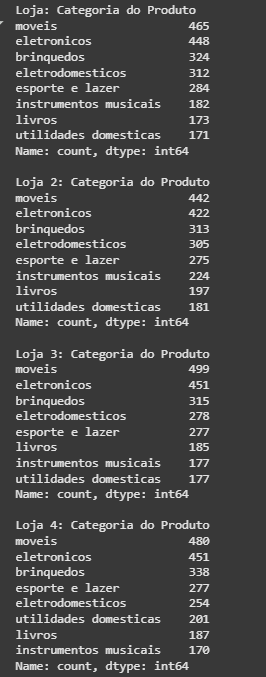 Loja: Categoria do Produto
moveis 465
eletronicos 448
brinquedos 324
eletrodomesticos 312
esporte e lazer 284
instrumentos musicais 182
livros 173
utilidades domesticas 171
Name: count, dtype: int64
Loja 2: Categoria do Produto
moveis 442
eletronicos 422
brinquedos 313
eletrodomesticos 305
esporte e lazer 275
instrumentos musicais 224
livros 197
utilidades domesticas 181
Name: count, dtype: int64
Loja 3: Categoria do Produto
moveis 499
eletronicos 451
brinquedos 315
eletrodomesticos 278
esporte e lazer 277
livros 185
instrumentos musicais 177
utilidades domesticas 177
Name: count, dtype: int64
Loja 4: Categoria do Produto
moveis 480
eletronicos 451
brinquedos 338
esporte e lazer 277
eletrodomesticos 254
utilidades domesticas 201
livros 187
instrumentos musicais 170
Name: count, dtype: int64